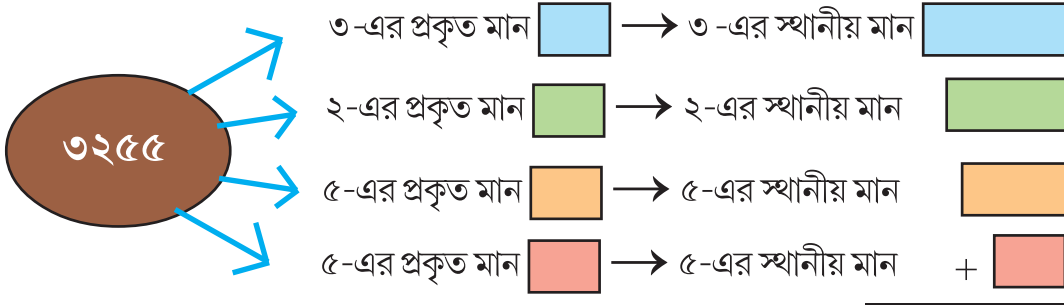 ৩২৫৫
৩-এর প্রকৃত মান → ৩ -এর স্থানীয় মান
২-এর প্রকৃত মান → ২-এর স্থানীয় মান
৫-এর প্রকৃত মান → ৫-এর স্থানীয় মান
৫-এর প্রকৃত মান → ৫-এর স্থানীয় মান +